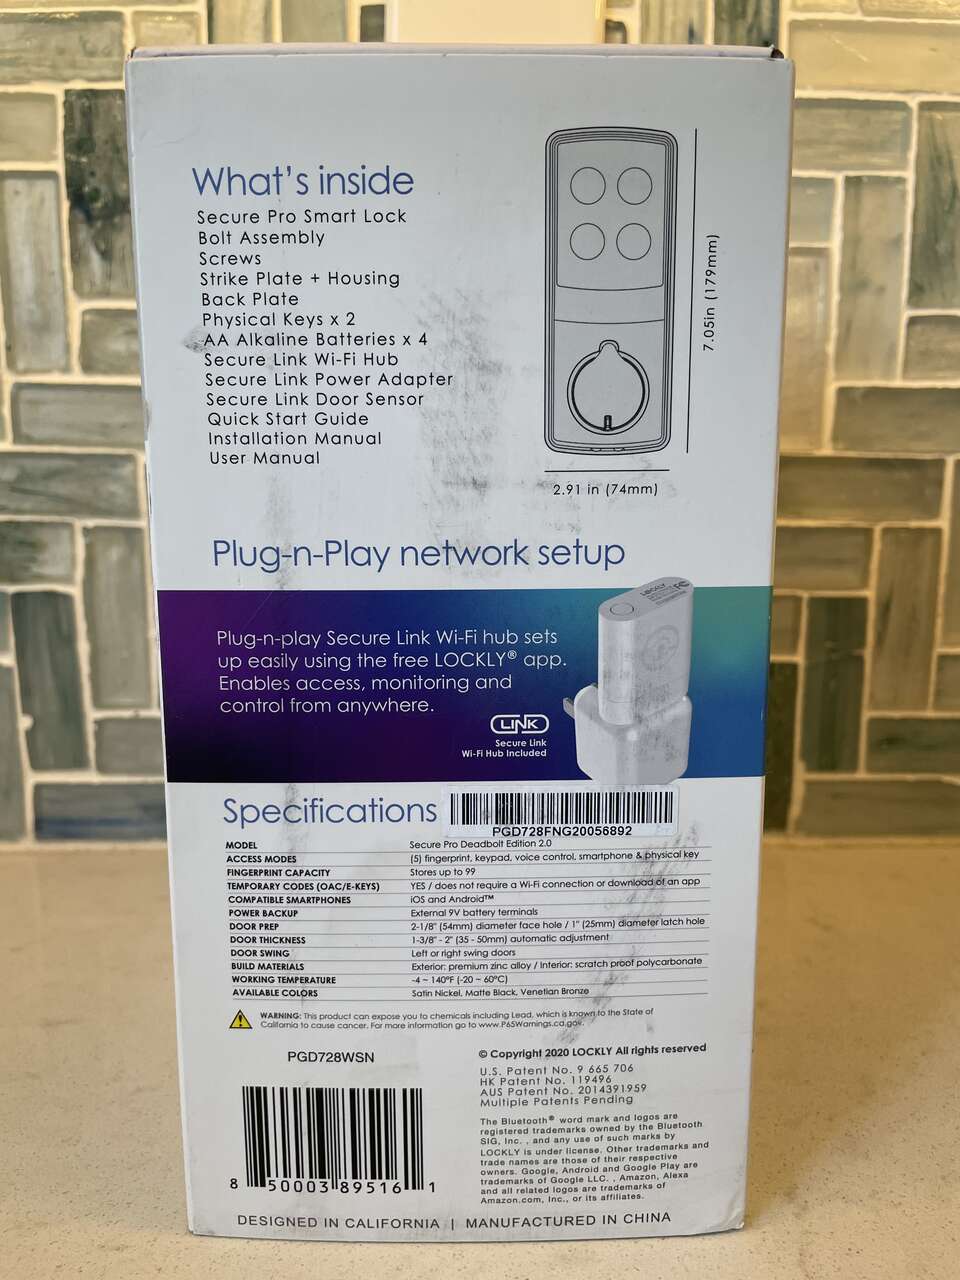 What's inside
Secure Pro Smart Lock
Bolt Assembly
Screws
Strike Plate + Housing
Back Plate
Physical Keys x 2
AA Alkaline Batteries x 4
Secure Link Wi-Fi Hub
Secure Link Power Adapter
Secure Link Door Sensor
Quick Start Guide
Installation Manual
User Manual
7.05in (179mm)
2.91 in (74mm)
Plug-n-Play network setup
Plug-n-play Secure Link Wi-Fi hub sets
up easily using the free LOCKLY® app.
Enables access, monitoring and
control from anywhere.
LINK
Secure Link
Wi-Fi Hub Included
LOCKLY
Specifications
PGD728FNG20056892
MODEL Secure Pro Deadbolt Edition 2.0
ACCESS MODES (5) fingerprint, keypad, voice control, smartphone & physical key
FINGERPRINT CAPACITY Stores up to 99
TEMPORARY CODES (OAC/E-KEYS) YES / does not require a Wi-Fi connection or download of an app
COMPATIBLE SMARTPHONES iOS and Android™
POWER BACKUP External 9V battery terminals
DOOR PREP 2-1/8" (54mm) diameter face hole / 1" (25mm) diameter latch hole
DOOR THICKNESS 1-3/8" - 2" (35 - 50mm) automatic adjustment
DOOR SWING Left or right swing doors
BUILD MATERIALS Exterior: premium zinc alloy / Interior: scratch proof polycarbonate
WORKING TEMPERATURE -4 ~ 140°F (-20 ~ 60°C)
AVAILABLE COLORS Satin Nickel, Matte Black, Venetian Bronze
WARNING: This product can expose you to chemicals including Lead, which is known to the State of
California to cause cancer. For more information go to www.P65Warnings.ca.gov.
PGD728WSN
8 50003 89516 1
© Copyright 2020 LOCKLY All rights reserved
U.S. Patent No. 9 665 706
HK Patent No. 119496
AUS Patent No. 2014391959
Multiple Patents Pending
The Bluetooth® word mark and logos are
registered trademarks owned by the Bluetooth
SIG, Inc. , and any use of such marks by
LOCKLY is under license. Other trademarks and
trade names are those of their respective
owners. Google, Android and Google Play are
trademarks of Google LLC. , Amazon, Alexa
and all related logos are trademarks of
Amazon.com, Inc., or its affiliates.
DESIGNED IN CALIFORNIA | MANUFACTURED IN CHINA